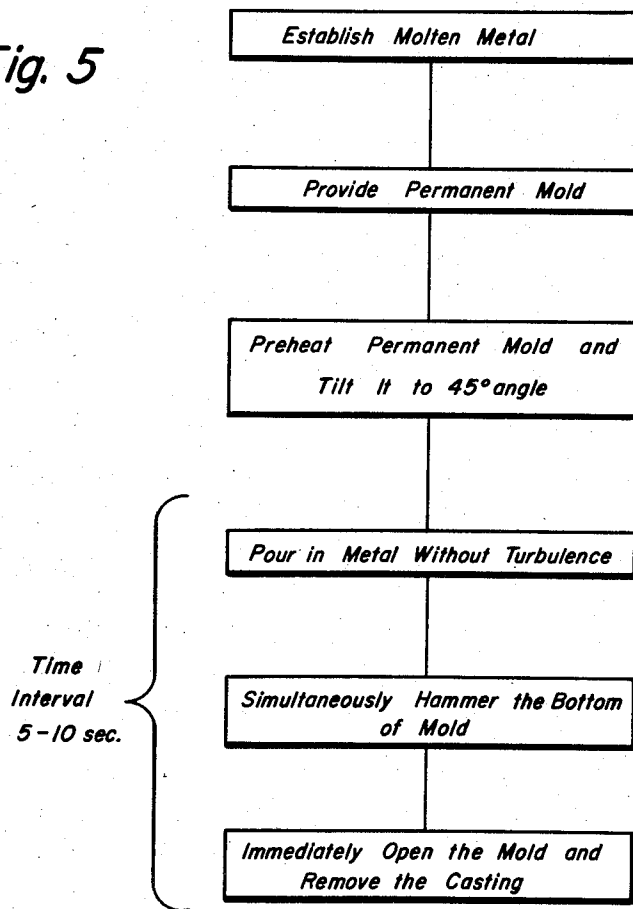 ig. 5
Establish Molten Metal
Provide Permanent Mold
Preheat Permanent Mold and
Tilt It to 45° angle
Pour in Metal Without Turbulence
Time
Interval
5-10 sec.
Simultaneously Hammer the Bottom
of Mold
Immediately Open the Mold and
Remove the Casting